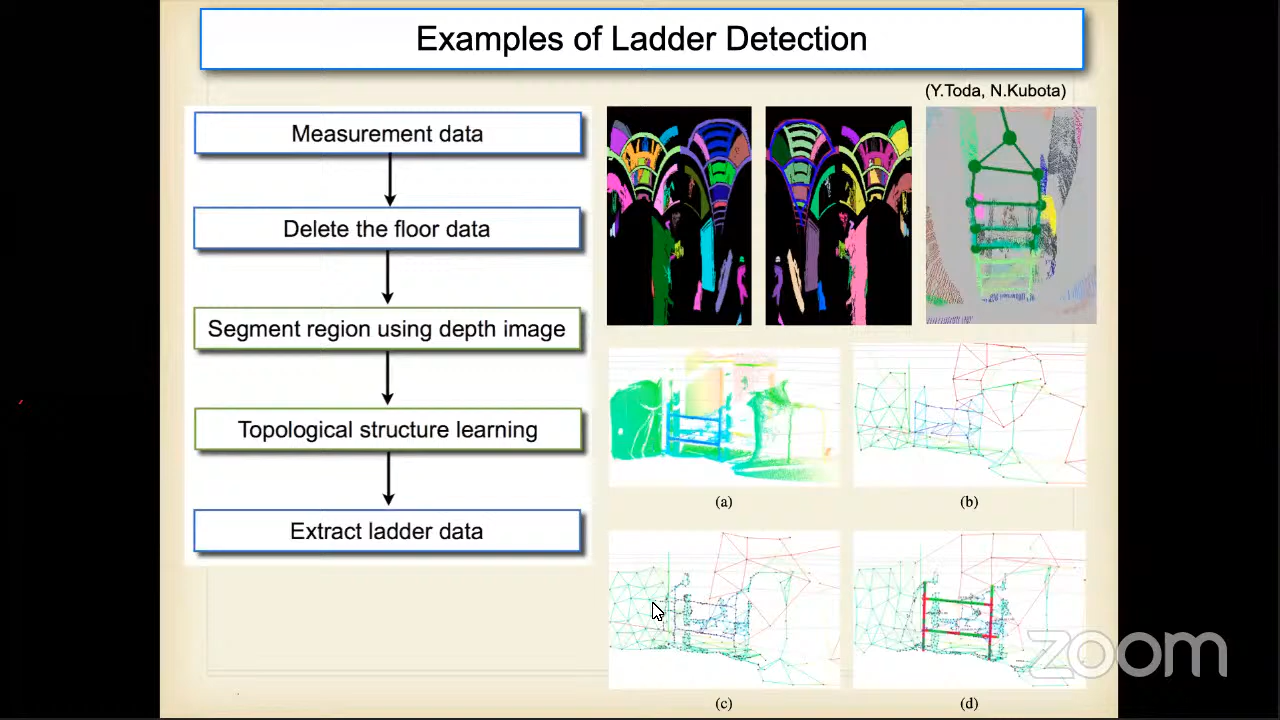 Examples of Ladder Detection
(Y.Toda, N.Kubota)
Measurement data
Delete the floor data
Segment region using depth image
Topological structure learning
Extract ladder data
(a)
(b)
(c)
(d)
zoom